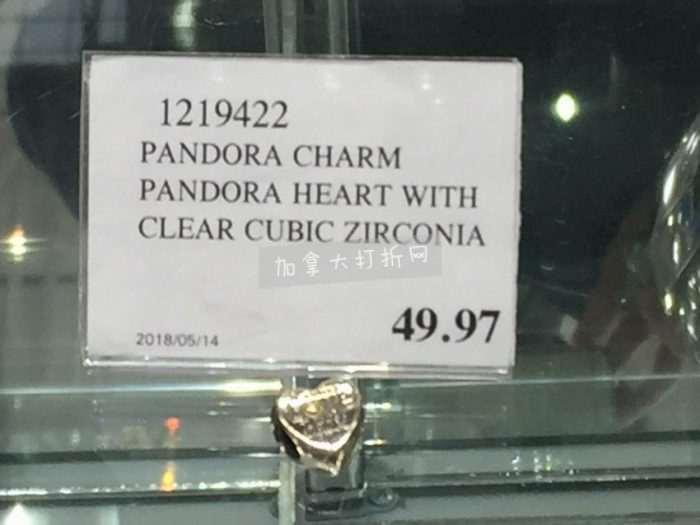 1219422
PANDORA CHARM
PANDORA HEART WITH
CLEAR CUBIC ZIRCONIA
加拿大打折网
49.97
2018/05/14